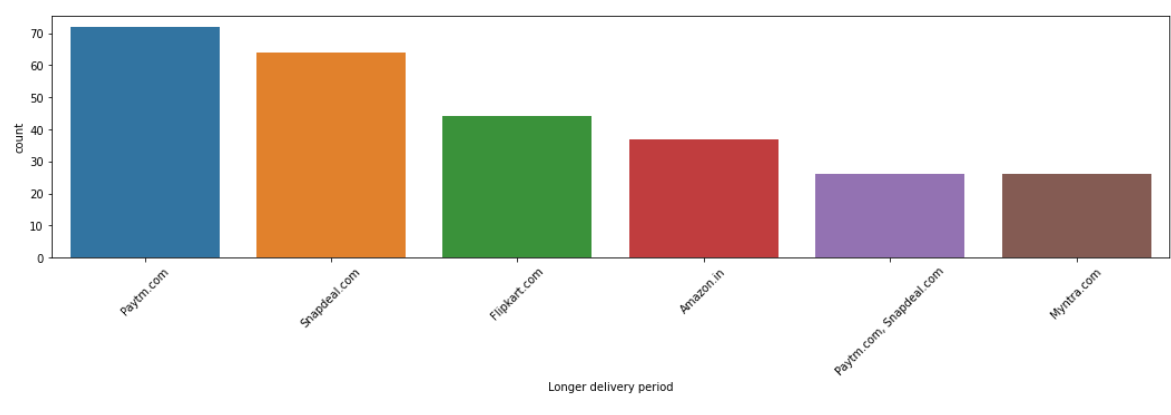 70
60
50
40
30
20
10
0
count
Paytm.com
Snapdeal.com
Flipkart.com
Amazon.in
Paytm.com, Snapdeal.com
Myntra.com
Longer delivery period